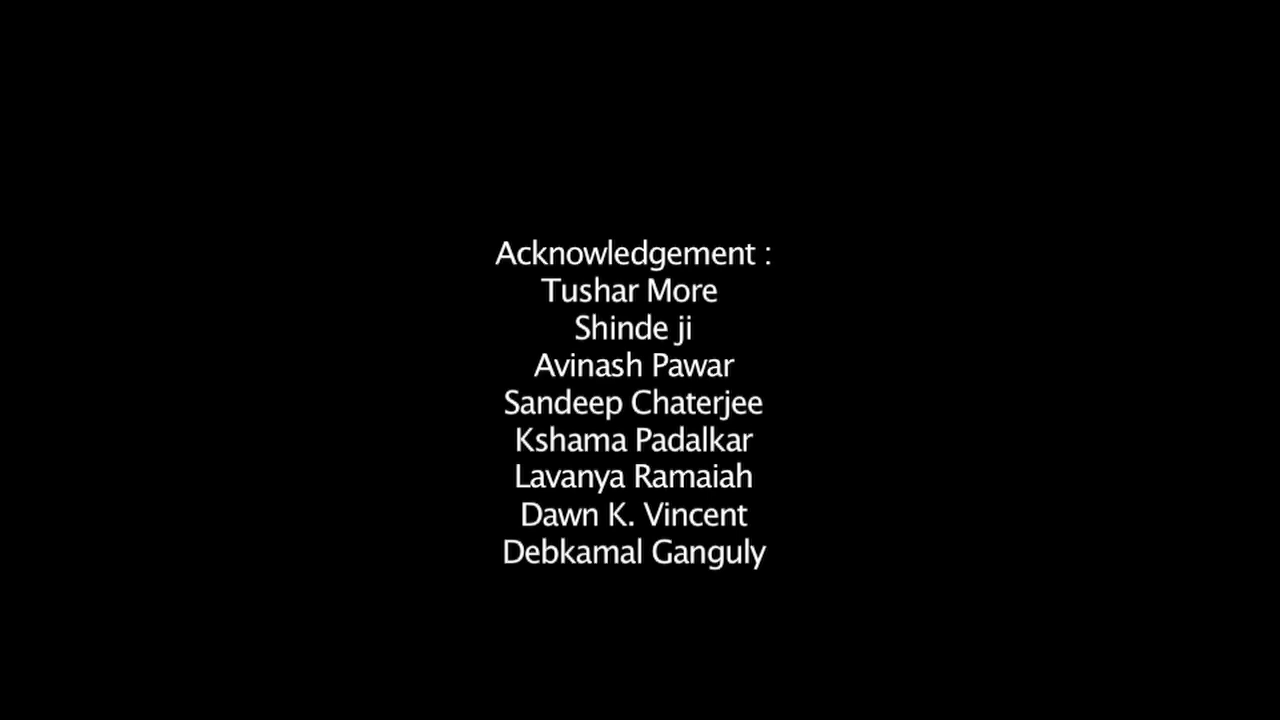 Acknowledgement :
Tushar More
Shinde ji
Avinash Pawar
Sandeep Chaterjee
Kshama Padalkar
Lavanya Ramaiah
Dawn K. Vincent
Debkamal Ganguly